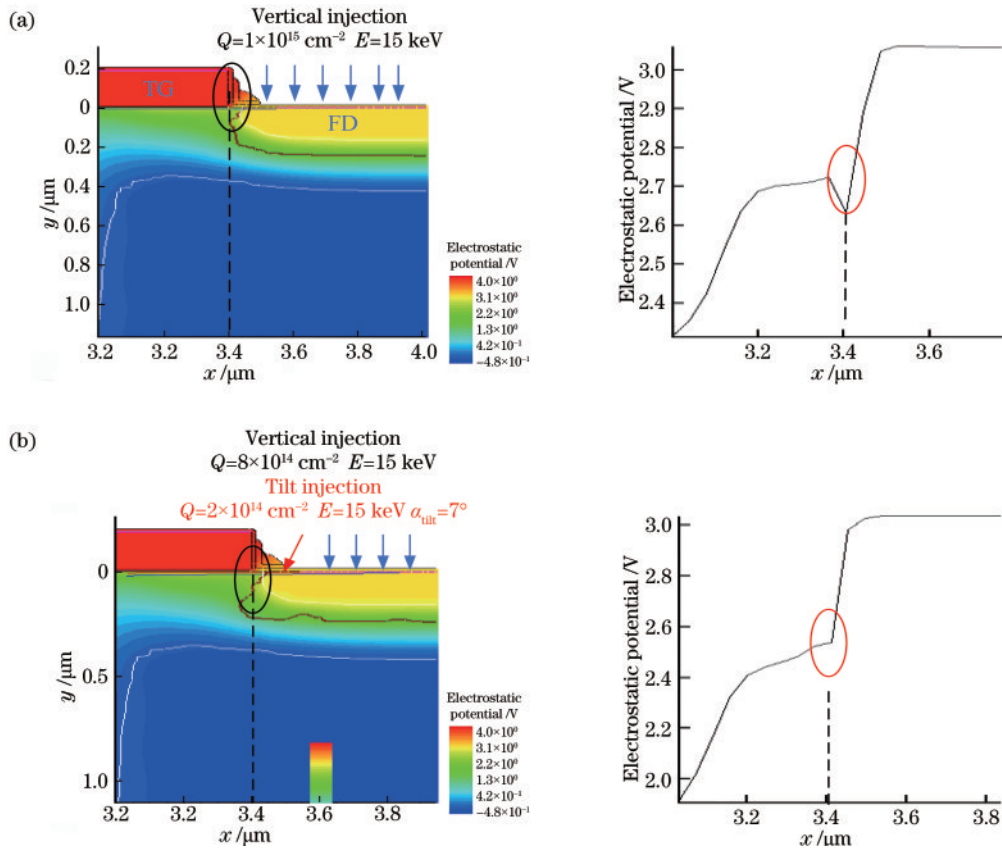 (a)
Vertical injection
Q=1×10¹⁵ cm⁻² E=15 keV
0.2
0
0.2
0.4
0.6
0.8
1.0
y /μm
TG
FD
Electrostatic
potential /V
4.0×10⁰
3.1×10⁰
2.2×10⁰
1.3×10⁰
4.2×10⁻¹
−4.8×10⁻¹
3.2 3.2 3.4 3.6 3.8 4.0
x /μm
3.0
2.9
2.8
2.7
2.6
2.5
2.4
Electrostatic potential /V
3.2 3.4 3.6
x /μm
(b)
Vertical injection
Q=8×10¹⁴ cm⁻² E=15 keV
Tilt injection
Q=2×10¹⁴ cm⁻² E=15 keV α_tilt=7°
0
0.5
1.0
y /μm
Electrostatic
potential /V
4.0×10⁰
3.1×10⁰
2.2×10⁰
1.3×10⁰
4.2×10⁻¹
−4.8×10⁻¹
3.2 3.2 3.4 3.6 3.8
x /μm
3.0
2.8
2.6
2.4
2.2
2.0
Electrostatic potential /V
3.2 3.4 3.6 3.8
x /μm